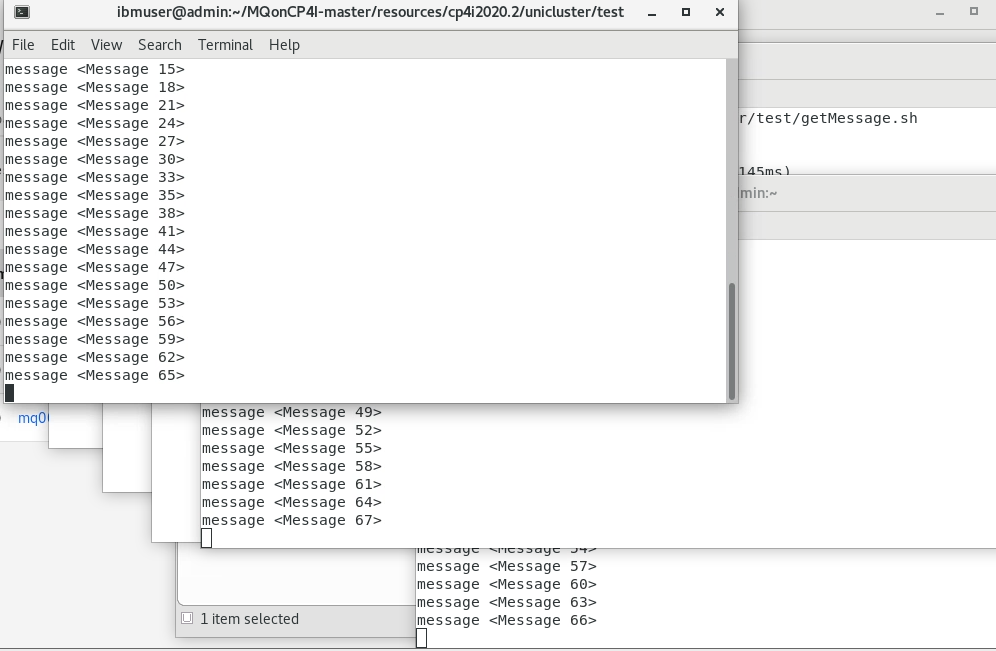 ibmuser@admin:~/MQonCP4I-master/resources/cp4i2020.2/unicluster/test
File Edit View Search Terminal Help
message <Message 15>
message <Message 18>
message <Message 21>
message <Message 24>
message <Message 27>
message <Message 30>
message <Message 33>
message <Message 35>
message <Message 38>
message <Message 41>
message <Message 44>
message <Message 47>
message <Message 50>
message <Message 53>
message <Message 56>
message <Message 59>
message <Message 62>
message <Message 65>
r/test/getMessage.sh
145ms)
min:~
mq00
message <Message 49>
message <Message 52>
message <Message 55>
message <Message 58>
message <Message 61>
message <Message 64>
message <Message 67>
message <Message 54>
message <Message 57>
message <Message 60>
message <Message 63>
message <Message 66>
1 item selected